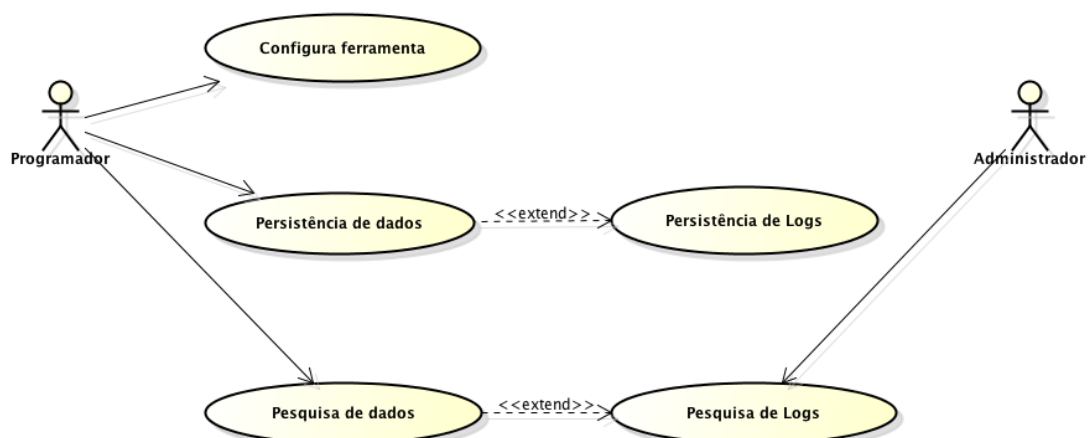 Configura ferramenta
Programador
Administrador
Persistência de dados
<<extend>>
Persistência de Logs
Pesquisa de dados
<<extend>>
Pesquisa de Logs